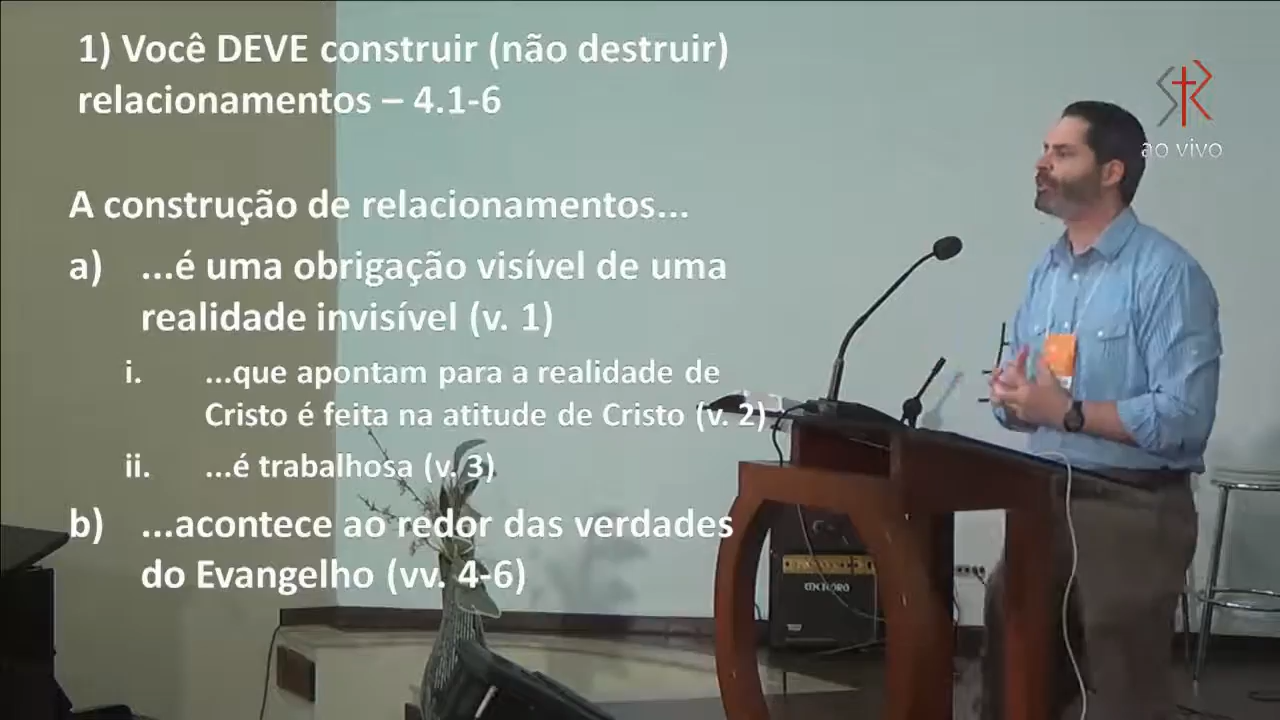 1) Você DEVE construir (não destruir)
relacionamentos – 4.1-6
ao vivo
A construção de relacionamentos...
a) ...é uma obrigação visível de uma
realidade invisível (v. 1)
i. ...que apontam para a realidade de
Cristo é feita na atitude de Cristo (v. 2)
ii. ...é trabalhosa (v. 3)
b) ...acontece ao redor das verdades
do Evangelho (vv. 4-6)